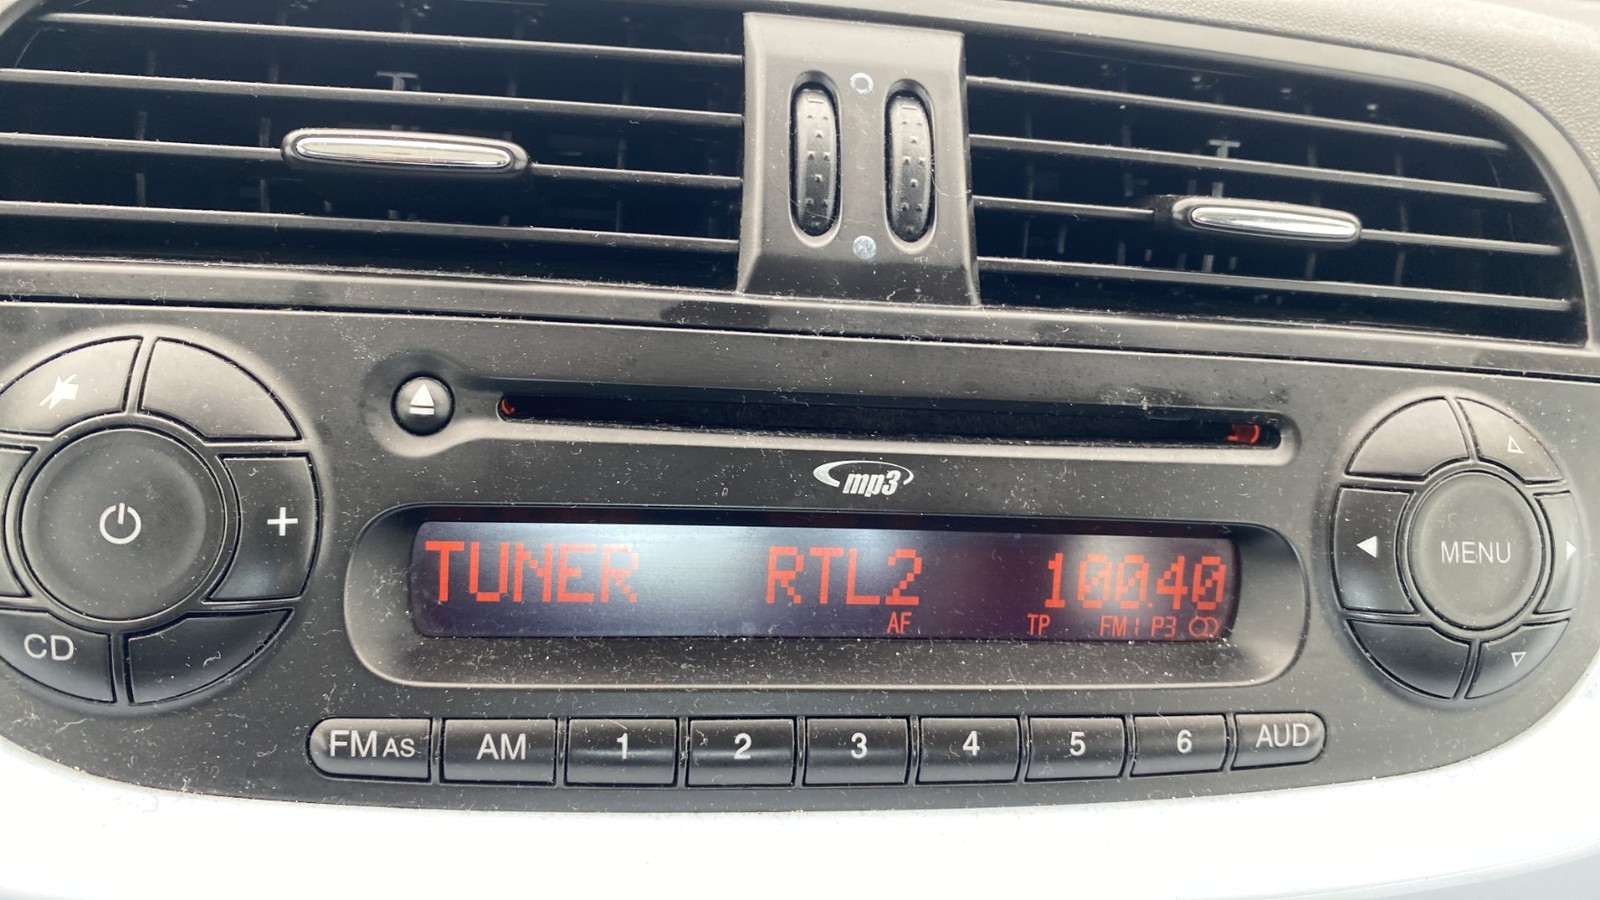 mp3
TUNER RTL2 100.40
AF TP FM1 P3
MENU
CD
FM AS AM 1 2 3 4 5 6 AUD